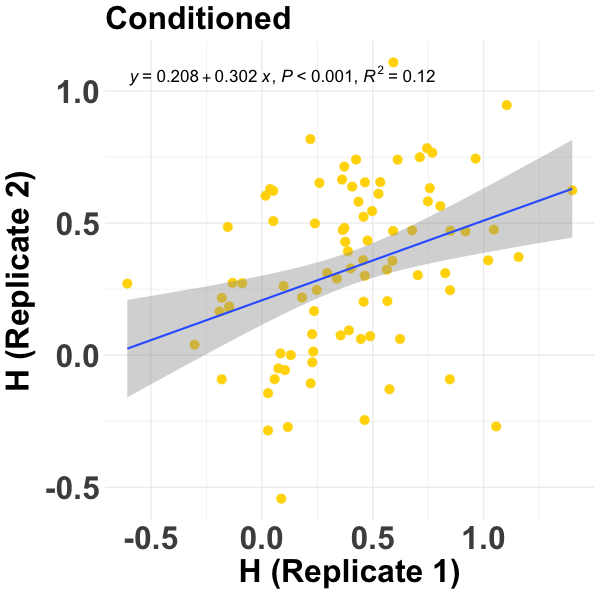 Conditioned
y = 0.208 + 0.302 x, P < 0.001, R² = 0.12
H (Replicate 2)
1.0
0.5
0.0
-0.5
-0.5 0.0 0.5 1.0
H (Replicate 1)